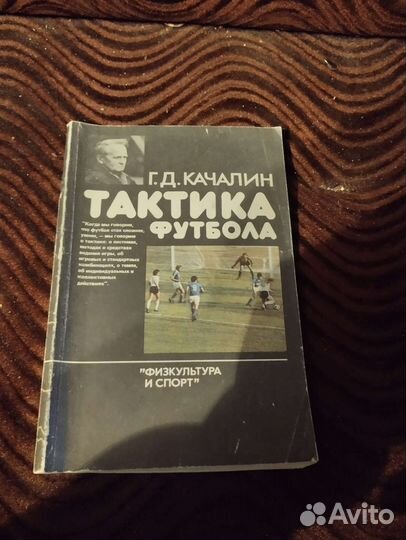 Г.Д. КАЧАЛИН
ТАКТИКА
ФУТБОЛА
"Когда мы говорим,
что футбол стал сложнее,
умнее, — мы говорим
о тактике: о системах,
методах и средствах
ведения игры, об
игровых и стандартных
комбинациях, о темпе,
об индивидуальных и
коллективных
действиях".
"ФИЗКУЛЬТУРА
И СПОРТ"
Avito